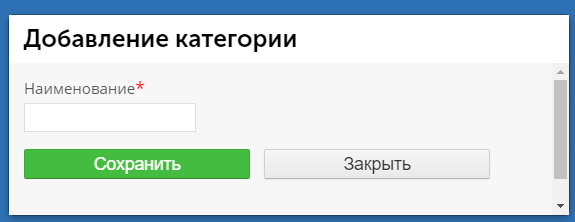 Добавление категории
Наименование*
Сохранить
Закрыть